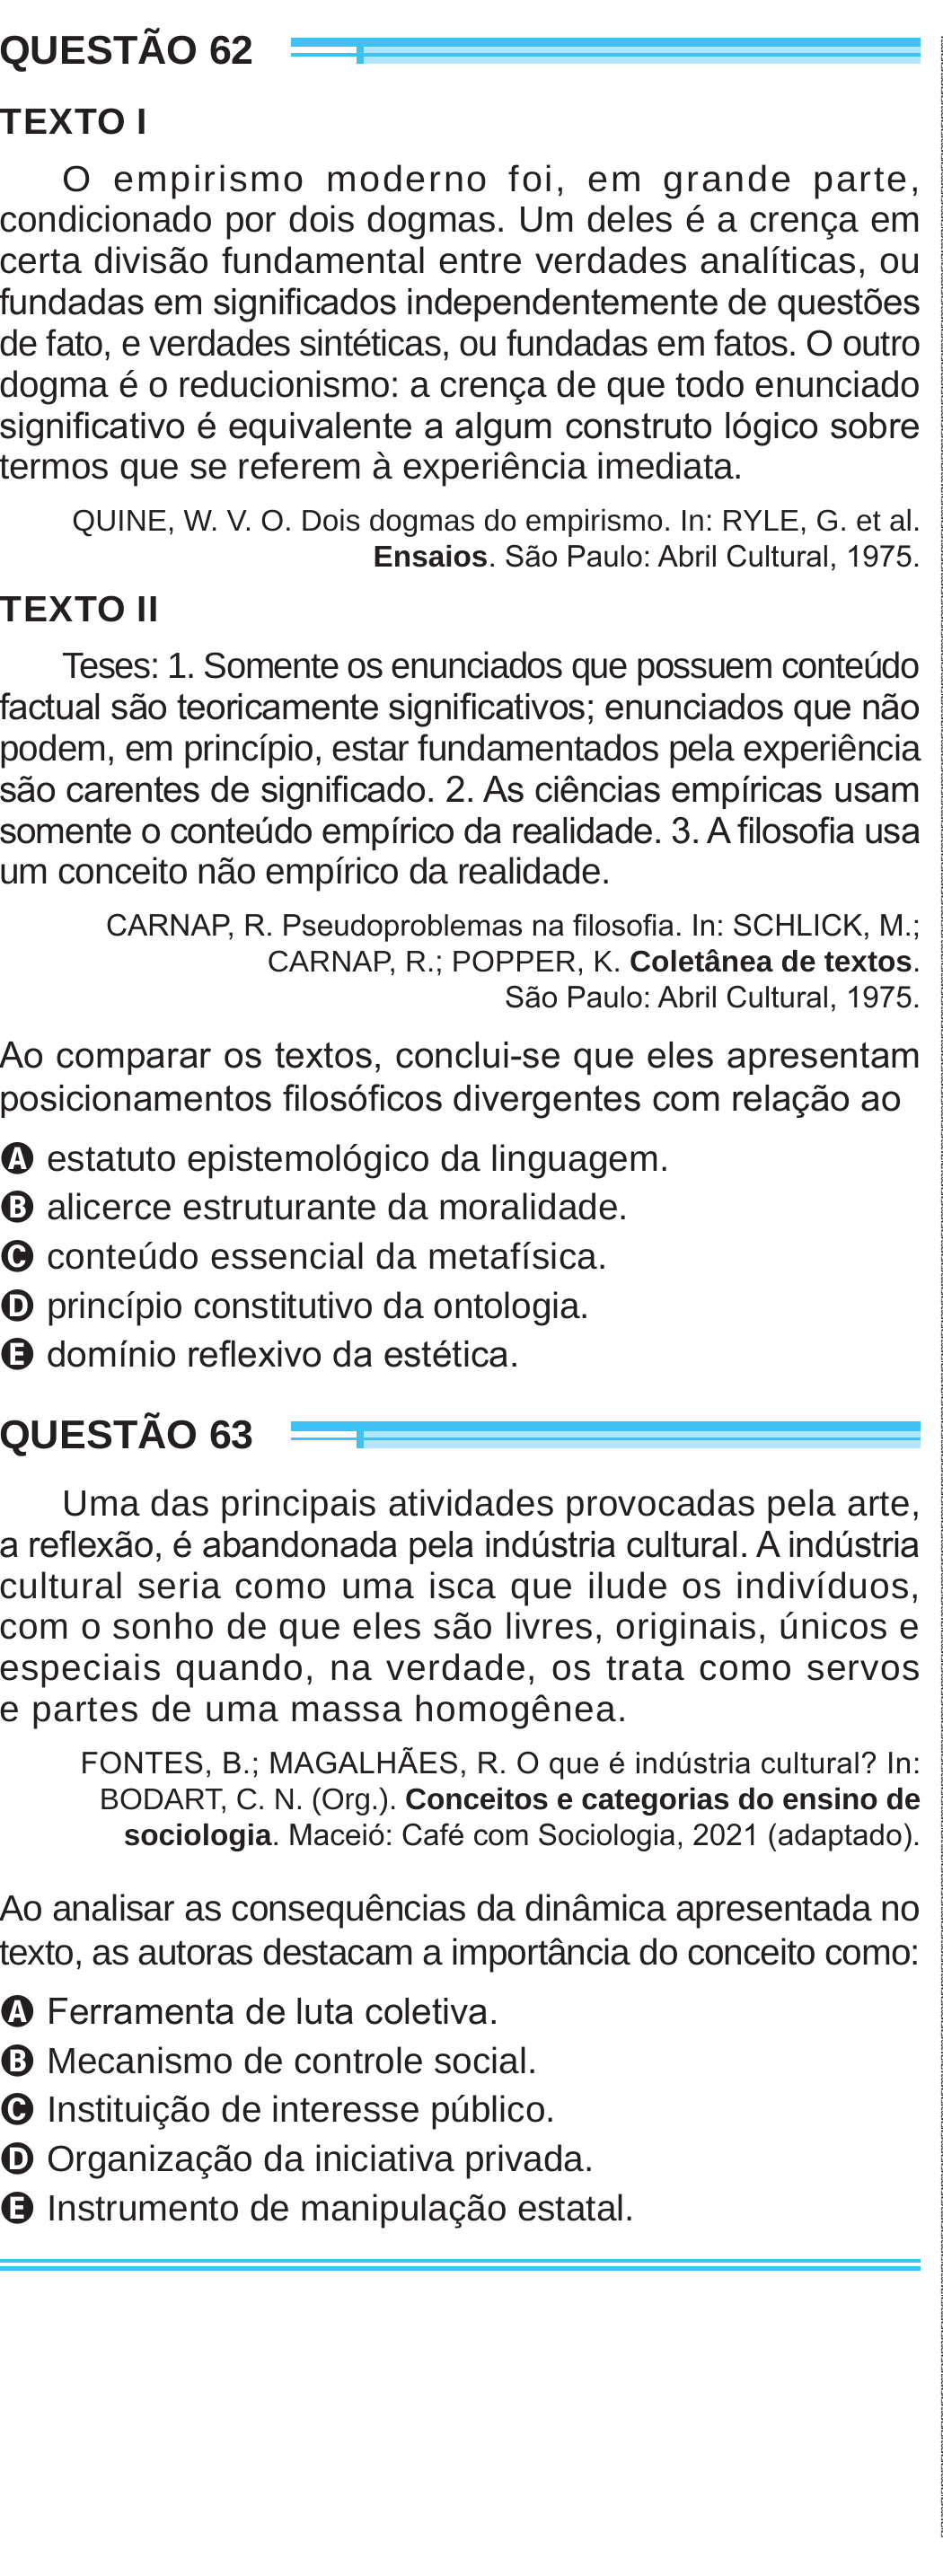 QUESTÃO 62
TEXTO I
O empirismo moderno foi, em grande parte,
condicionado por dois dogmas. Um deles é a crença em
certa divisão fundamental entre verdades analíticas, ou
fundadas em significados independentemente de questões
de fato, e verdades sintéticas, ou fundadas em fatos. O outro
dogma é o reducionismo: a crença de que todo enunciado
significativo é equivalente a algum construto lógico sobre
termos que se referem à experiência imediata.
QUINE, W. V. O. Dois dogmas do empirismo. In: RYLE, G. et al.
Ensaios. São Paulo: Abril Cultural, 1975.
TEXTO II
Teses: 1. Somente os enunciados que possuem conteúdo
factual são teoricamente significativos; enunciados que não
podem, em princípio, estar fundamentados pela experiência
são carentes de significado. 2. As ciências empíricas usam
somente o conteúdo empírico da realidade. 3. A filosofia usa
um conceito não empírico da realidade.
CARNAP, R. Pseudoproblemas na filosofia. In: SCHLICK, M.;
CARNAP, R.; POPPER, K. Coletânea de textos.
São Paulo: Abril Cultural, 1975.
Ao comparar os textos, conclui-se que eles apresentam
posicionamentos filosóficos divergentes com relação ao
A estatuto epistemológico da linguagem.
B alicerce estruturante da moralidade.
C conteúdo essencial da metafísica.
D princípio constitutivo da ontologia.
E domínio reflexivo da estética.
QUESTÃO 63
Uma das principais atividades provocadas pela arte,
a reflexão, é abandonada pela indústria cultural. A indústria
cultural seria como uma isca que ilude os indivíduos,
com o sonho de que eles são livres, originais, únicos e
especiais quando, na verdade, os trata como servos
e partes de uma massa homogênea.
FONTES, B.; MAGALHÃES, R. O que é indústria cultural? In:
BODART, C. N. (Org.). Conceitos e categorias do ensino de
sociologia. Maceió: Café com Sociologia, 2021 (adaptado).
Ao analisar as consequências da dinâmica apresentada no
texto, as autoras destacam a importância do conceito como:
A Ferramenta de luta coletiva.
B Mecanismo de controle social.
C Instituição de interesse público.
D Organização da iniciativa privada.
E Instrumento de manipulação estatal.